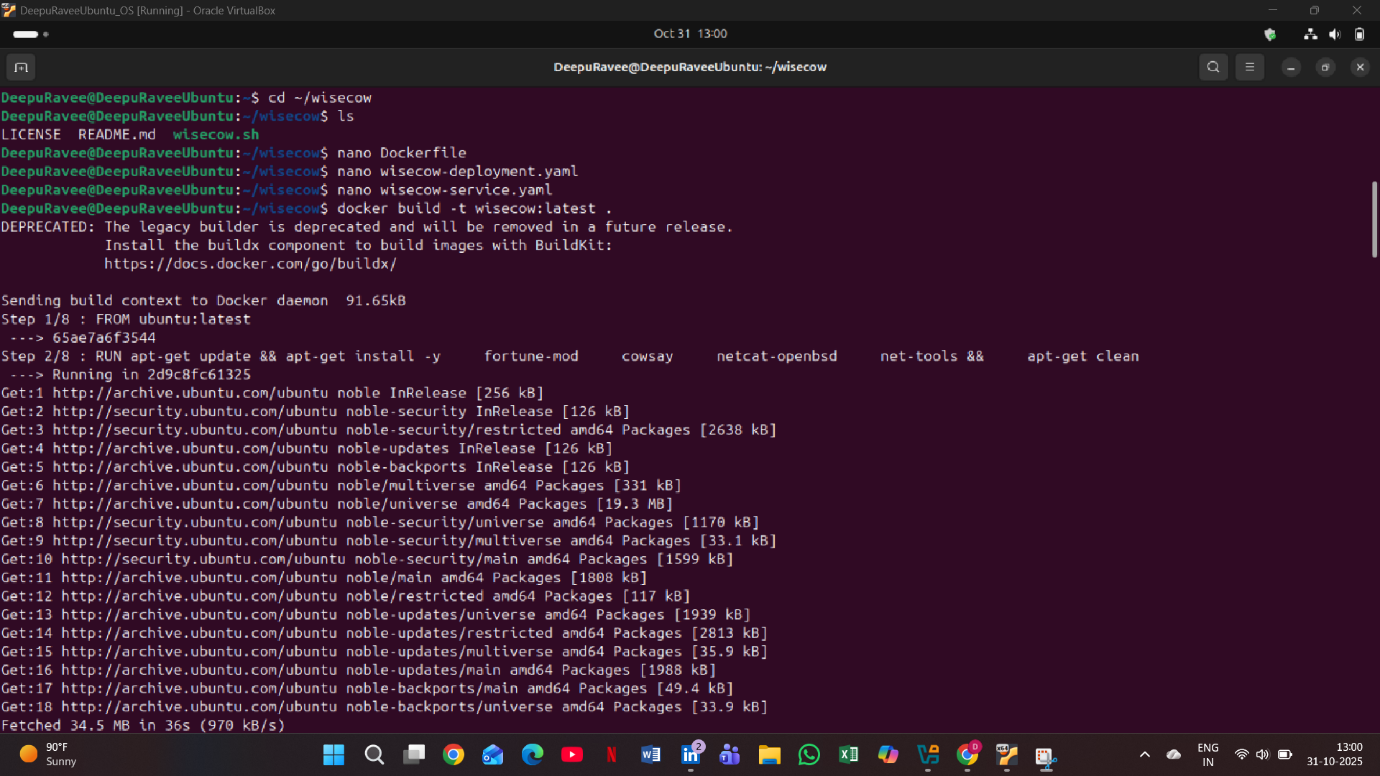 DeepuRaveeUbuntu_OS [Running] - Oracle VirtualBox
Oct 31 13:00
DeepuRavee@DeepuRaveeUbuntu: ~/wisecow
DeepuRavee@DeepuRaveeUbuntu:~$ cd ~/wisecow
DeepuRavee@DeepuRaveeUbuntu:~/wisecow$ ls
LICENSE  README.md  wisecow.sh
DeepuRavee@DeepuRaveeUbuntu:~/wisecow$ nano Dockerfile
DeepuRavee@DeepuRaveeUbuntu:~/wisecow$ nano wisecow-deployment.yaml
DeepuRavee@DeepuRaveeUbuntu:~/wisecow$ nano wisecow-service.yaml
DeepuRavee@DeepuRaveeUbuntu:~/wisecow$ docker build -t wisecow:latest .
DEPRECATED: The legacy builder is deprecated and will be removed in a future release.
            Install the buildx component to build images with BuildKit:
            https://docs.docker.com/go/buildx/
Sending build context to Docker daemon  91.65kB
Step 1/8 : FROM ubuntu:latest
 ---> 65ae7a6f3544
Step 2/8 : RUN apt-get update && apt-get install -y     fortune-mod     cowsay     netcat-openbsd     net-tools &&     apt-get clean
 ---> Running in 2d9c8fc61325
Get:1 http://archive.ubuntu.com/ubuntu noble InRelease [256 kB]
Get:2 http://security.ubuntu.com/ubuntu noble-security InRelease [126 kB]
Get:3 http://security.ubuntu.com/ubuntu noble-security/restricted amd64 Packages [2638 kB]
Get:4 http://archive.ubuntu.com/ubuntu noble-updates InRelease [126 kB]
Get:5 http://archive.ubuntu.com/ubuntu noble-backports InRelease [126 kB]
Get:6 http://archive.ubuntu.com/ubuntu noble/multiverse amd64 Packages [331 kB]
Get:7 http://archive.ubuntu.com/ubuntu noble/universe amd64 Packages [19.3 MB]
Get:8 http://security.ubuntu.com/ubuntu noble-security/universe amd64 Packages [1170 kB]
Get:9 http://security.ubuntu.com/ubuntu noble-security/multiverse amd64 Packages [33.1 kB]
Get:10 http://security.ubuntu.com/ubuntu noble-security/main amd64 Packages [1599 kB]
Get:11 http://archive.ubuntu.com/ubuntu noble/main amd64 Packages [1808 kB]
Get:12 http://archive.ubuntu.com/ubuntu noble/restricted amd64 Packages [117 kB]
Get:13 http://archive.ubuntu.com/ubuntu noble-updates/universe amd64 Packages [1939 kB]
Get:14 http://archive.ubuntu.com/ubuntu noble-updates/restricted amd64 Packages [2813 kB]
Get:15 http://archive.ubuntu.com/ubuntu noble-updates/multiverse amd64 Packages [35.9 kB]
Get:16 http://archive.ubuntu.com/ubuntu noble-updates/main amd64 Packages [1988 kB]
Get:17 http://archive.ubuntu.com/ubuntu noble-backports/main amd64 Packages [49.4 kB]
Get:18 http://archive.ubuntu.com/ubuntu noble-backports/universe amd64 Packages [33.9 kB]
Fetched 34.5 MB in 36s (970 kB/s)
90°F
Sunny
2
D
ENG
IN
13:00
31-10-2025